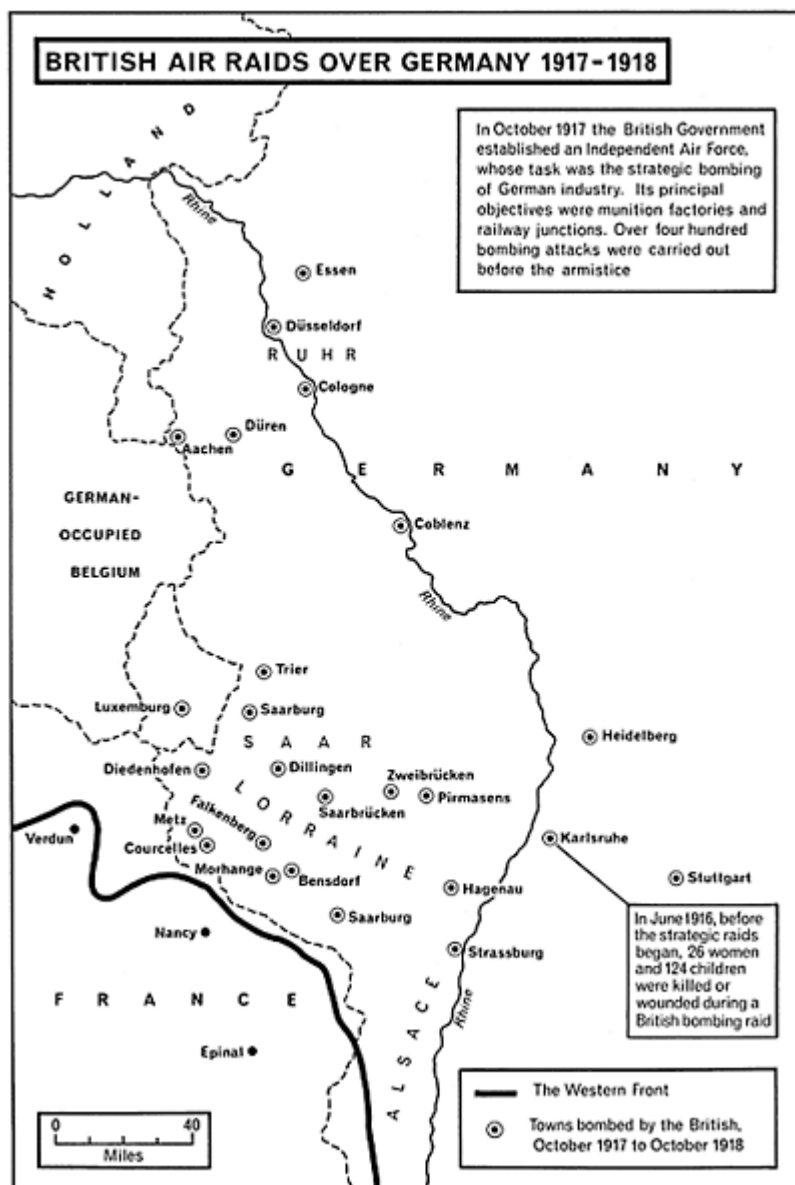 BRITISH AIR RAIDS OVER GERMANY 1917-1918
In October 1917 the British Government
established an Independent Air Force,
whose task was the strategic bombing
of German industry. Its principal
objectives were munition factories and
railway junctions. Over four hundred
bombing attacks were carried out
before the armistice
HOLLAND
Rhine
Essen
Düsseldorf
RUHR
Cologne
Düren
Aachen
GERMANY
GERMAN-
OCCUPIED
BELGIUM
Coblenz
Rhine
Trier
Luxemburg
Saarburg
Heidelberg
SAAR
Diedenhofen
Dillingen
Zweibrücken
LORRAINE
Saarbrücken
Pirmasens
Falkenberg
Metz
Verdun
Courcelles
Karlsruhe
Morhange
Bensdorf
Hagenau
Stuttgart
Saarburg
Nancy
Strassburg
In June 1916, before
the strategic raids
began, 26 women
and 124 children
were killed or
wounded during a
British bombing raid
FRANCE
ALSACE
Rhine
Epinal
The Western Front
Towns bombed by the British,
October 1917 to October 1918
0 40
Miles